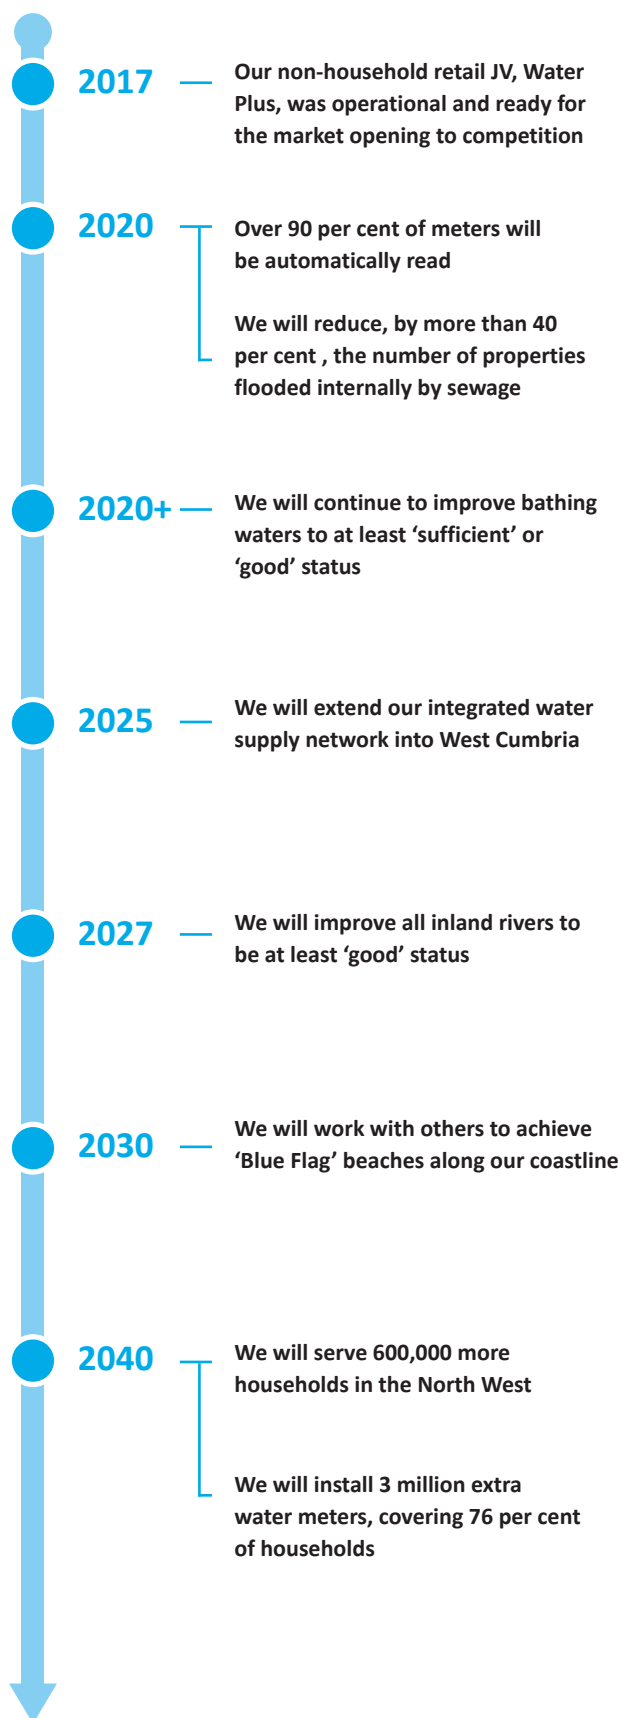 2017
Our non-household retail JV, Water
Plus, was operational and ready for
the market opening to competition
2020
Over 90 per cent of meters will
be automatically read
We will reduce, by more than 40
per cent , the number of properties
flooded internally by sewage
2020+
We will continue to improve bathing
waters to at least ‘sufficient’ or
‘good’ status
2025
We will extend our integrated water
supply network into West Cumbria
2027
We will improve all inland rivers to
be at least ‘good’ status
2030
We will work with others to achieve
‘Blue Flag’ beaches along our coastline
2040
We will serve 600,000 more
households in the North West
We will install 3 million extra
water meters, covering 76 per cent
of households